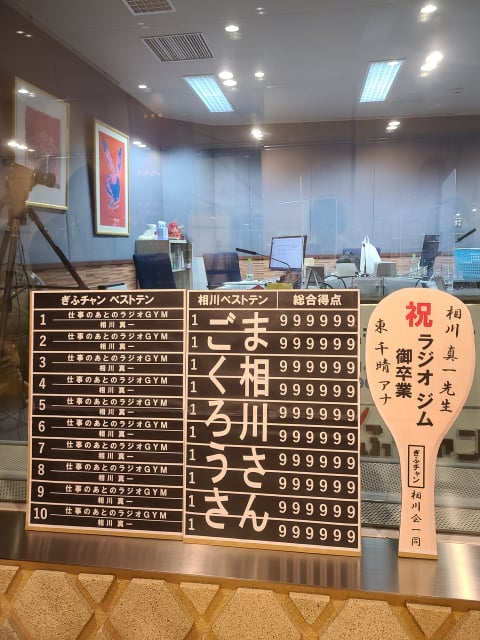 ぎふチャン ベストテン
1 仕事のあとのラジオGYM
相川 真一
2 仕事のあとのラジオGYM
相川 真一
3 仕事のあとのラジオGYM
相川 真一
4 仕事のあとのラジオGYM
相川 真一
5 仕事のあとのラジオGYM
相川 真一
6 仕事のあとのラジオGYM
相川 真一
7 仕事のあとのラジオGYM
相川 真一
8 仕事のあとのラジオGYM
相川 真一
9 仕事のあとのラジオGYM
相川 真一
10 仕事のあとのラジオGYM
相川 真一
相川ベストテン 総合得点
1 999999
1 999999
1 999999
1 999999
1 999999
1 999999
1 999999
1 999999
1 999999
1 999999
ま相川さん
ごくろうさ
相川 真一先生
祝 ラジオ ジム
御卒業
東 千晴 アナ
ぎふチャン 相川会一同